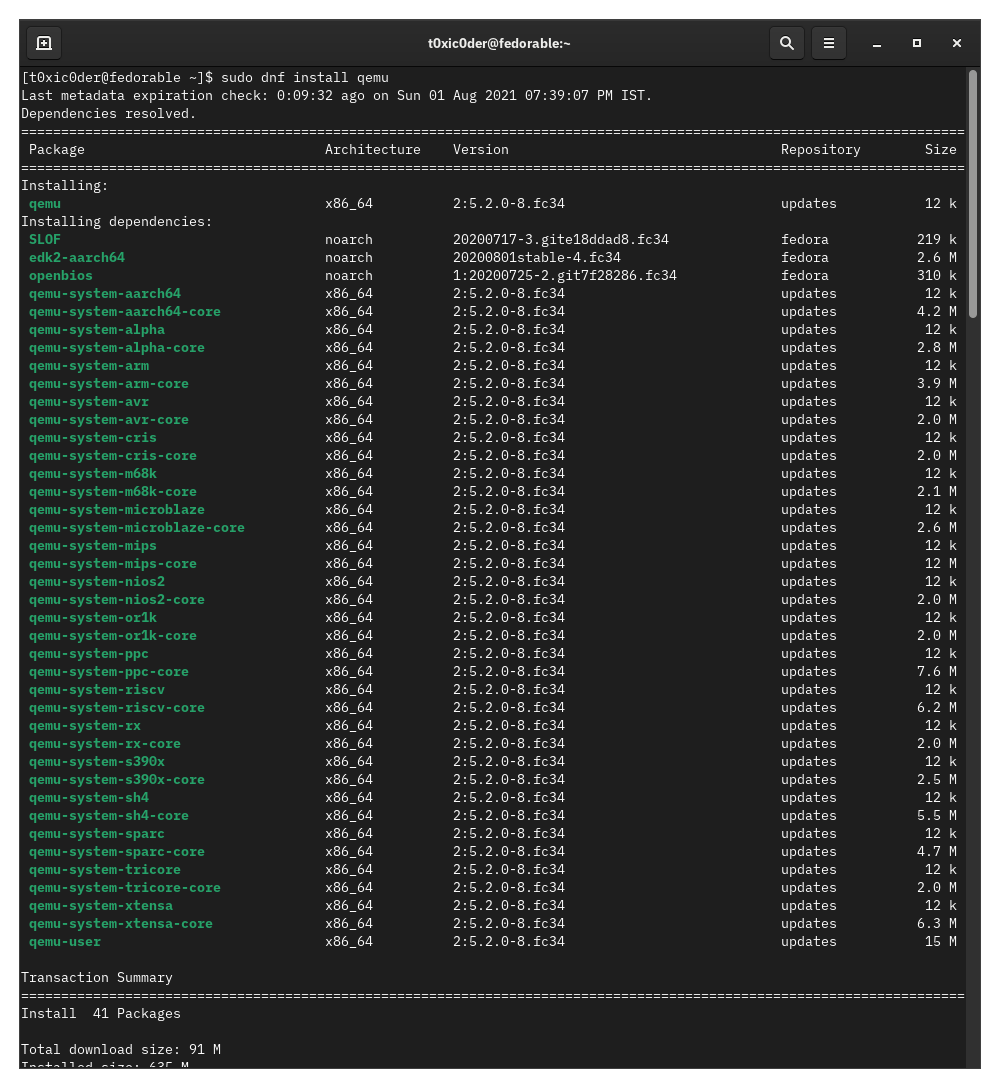 t0xic0der@fedorable:~
[t0xic0der@fedorable ~]$ sudo dnf install qemu
Last metadata expiration check: 0:09:32 ago on Sun 01 Aug 2021 07:39:07 PM IST.
Dependencies resolved.
================================================================================
Package Architecture Version Repository Size
================================================================================
Installing:
qemu x86_64 2:5.2.0-8.fc34 updates 12 k
Installing dependencies:
SLOF noarch 20200717-3.gite18ddad8.fc34 fedora 219 k
edk2-aarch64 noarch 20200801stable-4.fc34 fedora 2.6 M
openbios noarch 1:20200725-2.git7f28286.fc34 fedora 310 k
qemu-system-aarch64 x86_64 2:5.2.0-8.fc34 updates 12 k
qemu-system-aarch64-core x86_64 2:5.2.0-8.fc34 updates 4.2 M
qemu-system-alpha x86_64 2:5.2.0-8.fc34 updates 12 k
qemu-system-alpha-core x86_64 2:5.2.0-8.fc34 updates 2.8 M
qemu-system-arm x86_64 2:5.2.0-8.fc34 updates 12 k
qemu-system-arm-core x86_64 2:5.2.0-8.fc34 updates 3.9 M
qemu-system-avr x86_64 2:5.2.0-8.fc34 updates 12 k
qemu-system-avr-core x86_64 2:5.2.0-8.fc34 updates 2.0 M
qemu-system-cris x86_64 2:5.2.0-8.fc34 updates 12 k
qemu-system-cris-core x86_64 2:5.2.0-8.fc34 updates 2.0 M
qemu-system-m68k x86_64 2:5.2.0-8.fc34 updates 12 k
qemu-system-m68k-core x86_64 2:5.2.0-8.fc34 updates 2.1 M
qemu-system-microblaze x86_64 2:5.2.0-8.fc34 updates 12 k
qemu-system-microblaze-core x86_64 2:5.2.0-8.fc34 updates 2.6 M
qemu-system-mips x86_64 2:5.2.0-8.fc34 updates 12 k
qemu-system-mips-core x86_64 2:5.2.0-8.fc34 updates 12 M
qemu-system-nios2 x86_64 2:5.2.0-8.fc34 updates 12 k
qemu-system-nios2-core x86_64 2:5.2.0-8.fc34 updates 2.0 M
qemu-system-or1k x86_64 2:5.2.0-8.fc34 updates 12 k
qemu-system-or1k-core x86_64 2:5.2.0-8.fc34 updates 2.0 M
qemu-system-ppc x86_64 2:5.2.0-8.fc34 updates 12 k
qemu-system-ppc-core x86_64 2:5.2.0-8.fc34 updates 7.6 M
qemu-system-riscv x86_64 2:5.2.0-8.fc34 updates 12 k
qemu-system-riscv-core x86_64 2:5.2.0-8.fc34 updates 6.2 M
qemu-system-rx x86_64 2:5.2.0-8.fc34 updates 12 k
qemu-system-rx-core x86_64 2:5.2.0-8.fc34 updates 2.0 M
qemu-system-s390x x86_64 2:5.2.0-8.fc34 updates 12 k
qemu-system-s390x-core x86_64 2:5.2.0-8.fc34 updates 2.5 M
qemu-system-sh4 x86_64 2:5.2.0-8.fc34 updates 12 k
qemu-system-sh4-core x86_64 2:5.2.0-8.fc34 updates 5.5 M
qemu-system-sparc x86_64 2:5.2.0-8.fc34 updates 12 k
qemu-system-sparc-core x86_64 2:5.2.0-8.fc34 updates 4.7 M
qemu-system-tricore x86_64 2:5.2.0-8.fc34 updates 12 k
qemu-system-tricore-core x86_64 2:5.2.0-8.fc34 updates 2.0 M
qemu-system-xtensa x86_64 2:5.2.0-8.fc34 updates 12 k
qemu-system-xtensa-core x86_64 2:5.2.0-8.fc34 updates 6.3 M
qemu-user x86_64 2:5.2.0-8.fc34 updates 15 M
Transaction Summary
================================================================================
Install 41 Packages
Total download size: 91 M
Installed size: 635 M